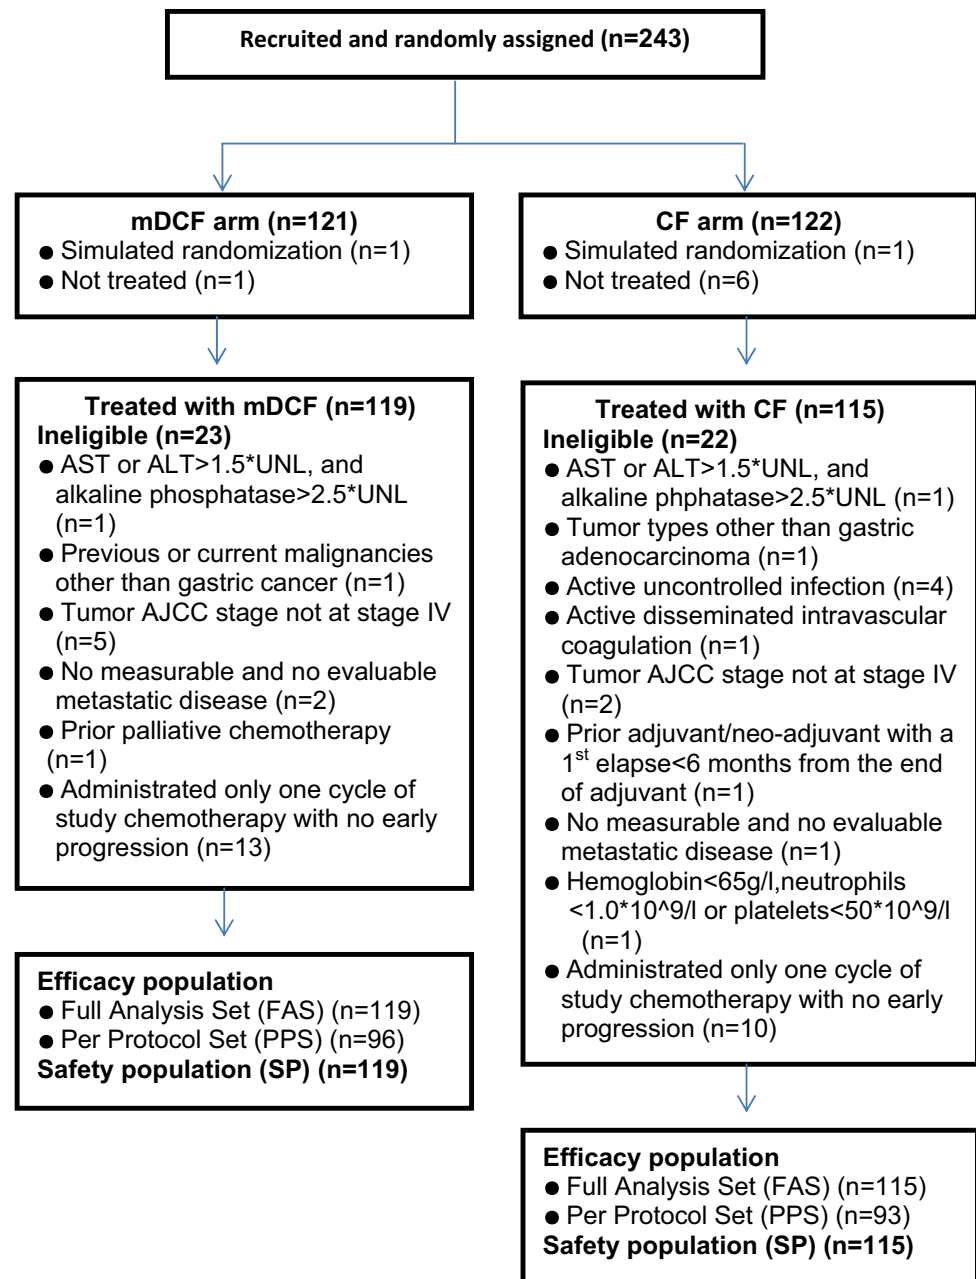 Recruited and randomly assigned (n=243)
mDCF arm (n=121)
● Simulated randomization (n=1)
● Not treated (n=1)
CF arm (n=122)
● Simulated randomization (n=1)
● Not treated (n=6)
Treated with mDCF (n=119)
Ineligible (n=23)
● AST or ALT>1.5*UNL, and
alkaline phosphatase>2.5*UNL
(n=1)
● Previous or current malignancies
other than gastric cancer (n=1)
● Tumor AJCC stage not at stage IV
(n=5)
● No measurable and no evaluable
metastatic disease (n=2)
● Prior palliative chemotherapy
(n=1)
● Administrated only one cycle of
study chemotherapy with no early
progression (n=13)
Treated with CF (n=115)
Ineligible (n=22)
● AST or ALT>1.5*UNL, and
alkaline phphatase>2.5*UNL (n=1)
● Tumor types other than gastric
adenocarcinoma (n=1)
● Active uncontrolled infection (n=4)
● Active disseminated intravascular
coagulation (n=1)
● Tumor AJCC stage not at stage IV
(n=2)
● Prior adjuvant/neo-adjuvant with a
1st elapse<6 months from the end
of adjuvant (n=1)
● No measurable and no evaluable
metastatic disease (n=1)
● Hemoglobin<65g/l,neutrophils
<1.0*10^9/l or platelets<50*10^9/l
(n=1)
● Administrated only one cycle of
study chemotherapy with no early
progression (n=10)
Efficacy population
● Full Analysis Set (FAS) (n=119)
● Per Protocol Set (PPS) (n=96)
Safety population (SP) (n=119)
Efficacy population
● Full Analysis Set (FAS) (n=115)
● Per Protocol Set (PPS) (n=93)
Safety population (SP) (n=115)